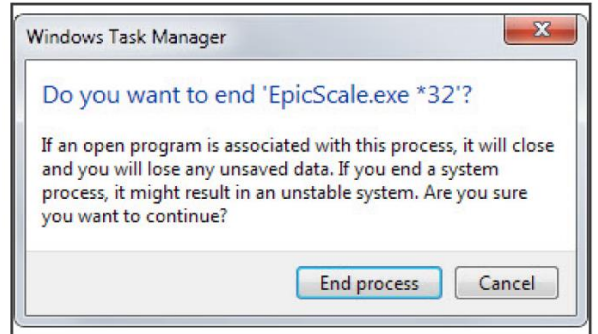 Windows Task Manager
Do you want to end 'EpicScale.exe *32'?
If an open program is associated with this process, it will close
and you will lose any unsaved data. If you end a system
process, it might result in an unstable system. Are you sure
you want to continue?
End process
Cancel